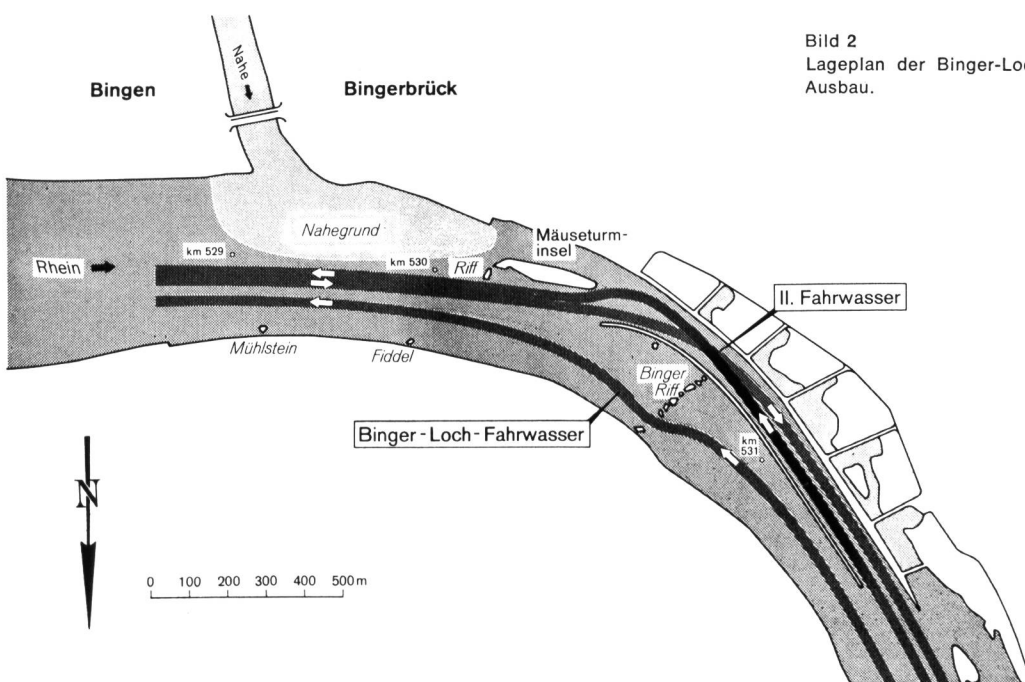 Bild 2
Lageplan der Binger-Loc
Ausbau.
Nahe
Bingen
Bingerbrück
Nahegrund
Mäuseturm-
insel
km 529
km 530
Riff
Rhein
II. Fahrwasser
Mühlstein
Fiddel
Binger
Riff
Binger-Loch-Fahrwasser
km
531
N
0 100 200 300 400 500 m